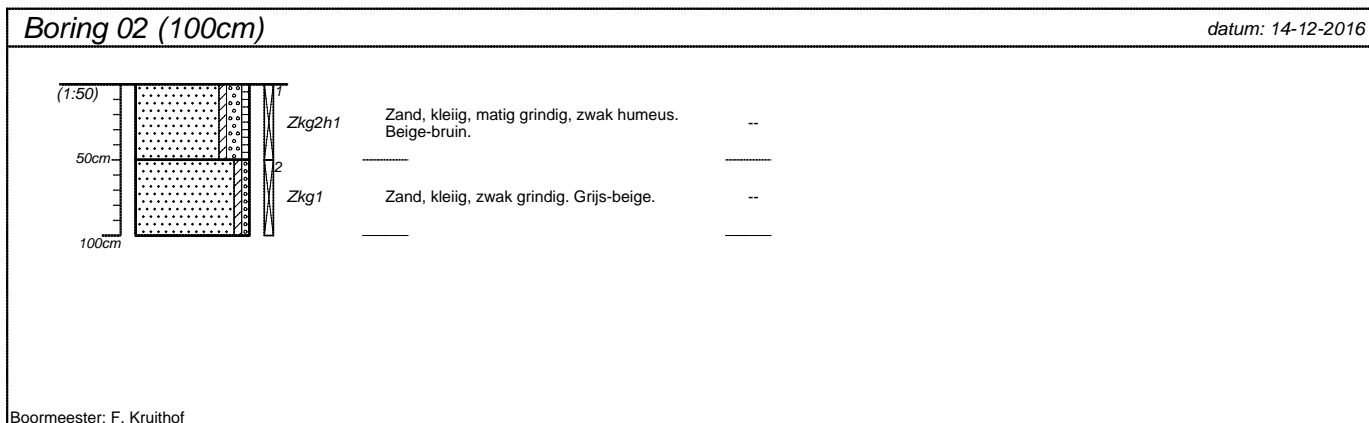 Boring 02 (100cm)
datum: 14-12-2016
(1:50)
1
Zkg2h1
Zand, kleiig, matig grindig, zwak humeus.
Beige-bruin.
--
50cm
2
Zkg1
Zand, kleiig, zwak grindig. Grijs-beige.
--
100cm
Boormeester: F. Kruithof